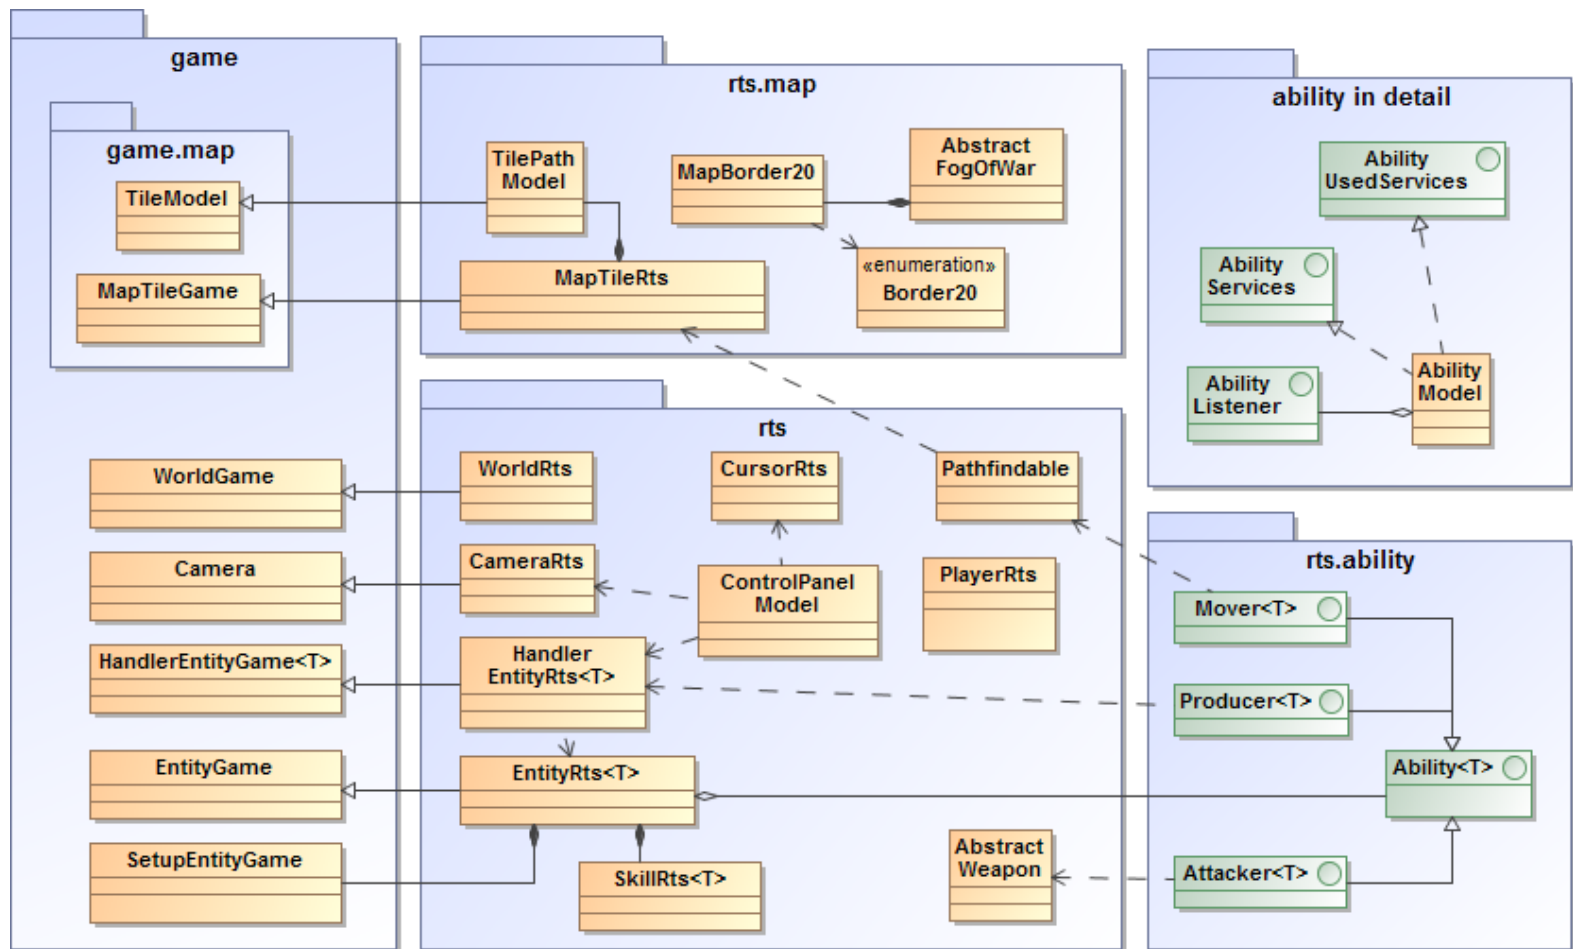 game
game.map
TileModel
MapTileGame
WorldGame
Camera
HandlerEntityGame<T>
EntityGame
SetupEntityGame
rts.map
TilePath
Model
MapBorder20
Abstract
FogOfWar
«enumeration»
Border20
MapTileRts
rts
WorldRts
CursorRts
Pathfindable
CameraRts
ControlPanel
Model
PlayerRts
Handler
EntityRts<T>
EntityRts<T>
SkillRts<T>
Abstract
Weapon
ability in detail
Ability
UsedServices
Ability
Services
Ability
Listener
Ability
Model
rts.ability
Mover<T>
Producer<T>
Ability<T>
Attacker<T>